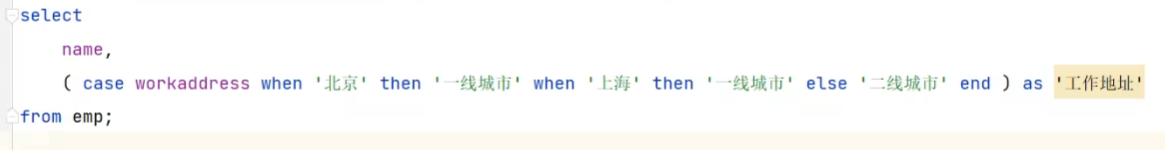 select
name,
( case workaddress when '北京' then '一线城市' when '上海' then '一线城市' else '二线城市' end ) as '工作地址'
from emp;